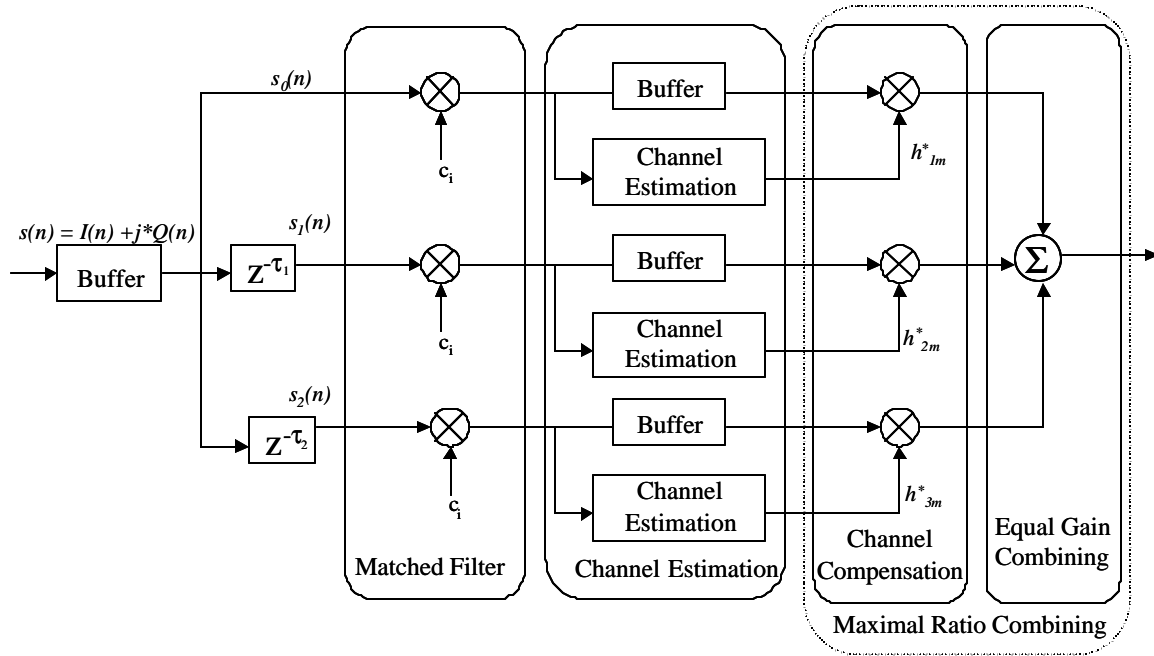 s₀(n)
Buffer
cᵢ
Channel
Estimation
h*₁ₘ
s(n) = I(n) +j*Q(n)
Buffer
s₁(n)
Z^-τ₁
Buffer
cᵢ
Channel
Estimation
h*₂ₘ
Σ
s₂(n)
Z^-τ₂
Buffer
cᵢ
Channel
Estimation
h*₃ₘ
Matched Filter
Channel Estimation
Channel
Compensation
Equal Gain
Combining
Maximal Ratio Combining